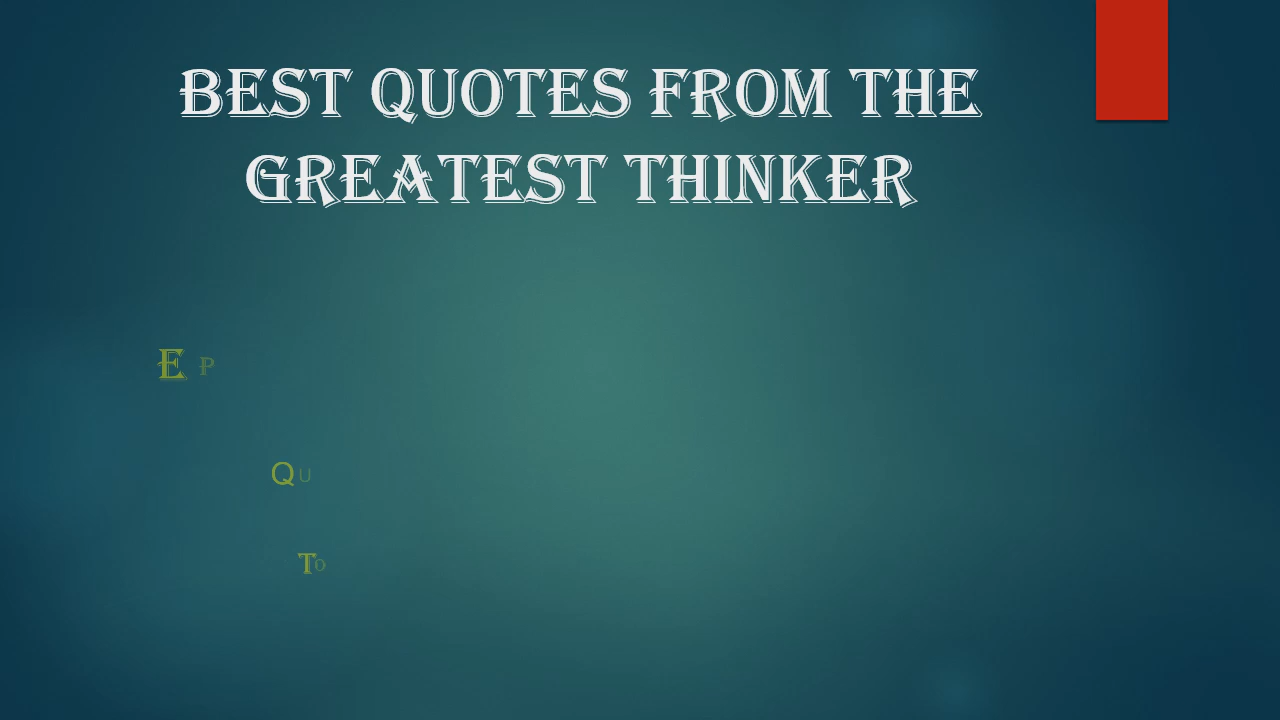 BEST QUOTES FROM THE
GREATEST THINKER
E P
QU
TO